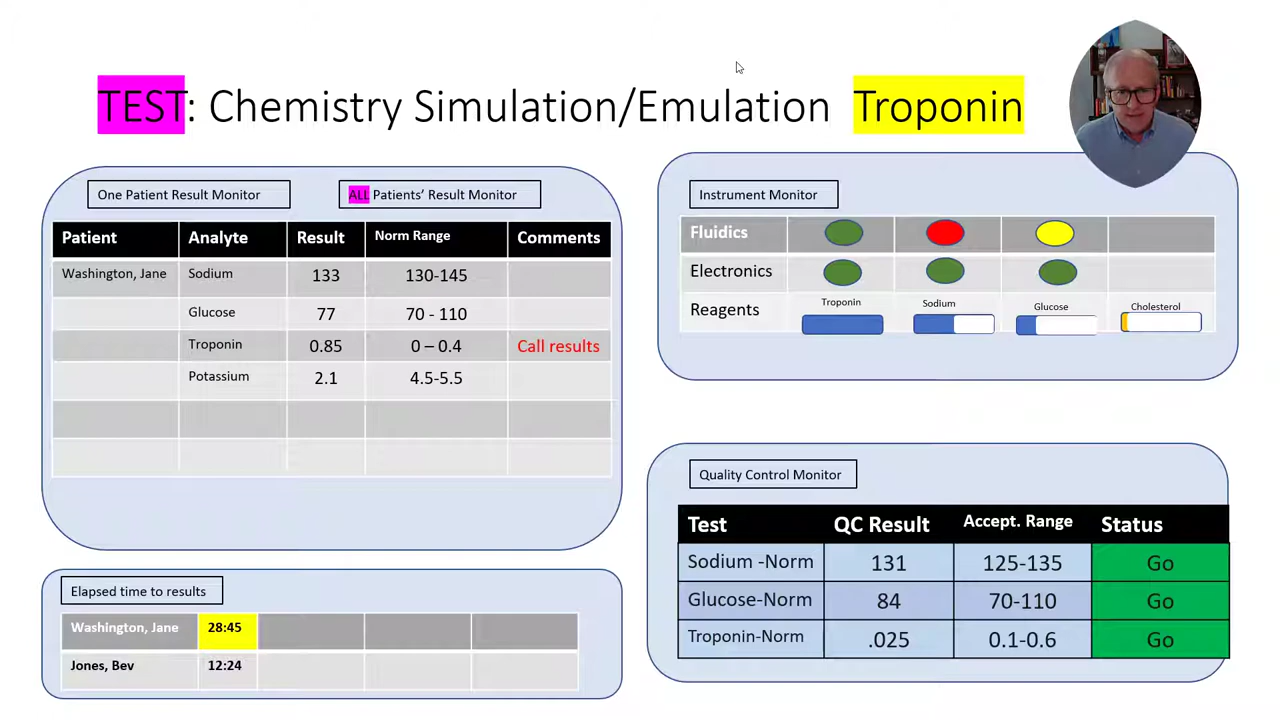 TEST: Chemistry Simulation/Emulation Troponin
One Patient Result Monitor
ALL Patients' Result Monitor
Patient Analyte Result Norm Range Comments
Washington, Jane Sodium 133 130-145
Glucose 77 70 - 110
Troponin 0.85 0 – 0.4 Call results
Potassium 2.1 4.5-5.5
Elapsed time to results
Washington, Jane 28:45
Jones, Bev 12:24
Instrument Monitor
Fluidics
Electronics
Reagents Troponin Sodium Glucose Cholesterol
Quality Control Monitor
Test QC Result Accept. Range Status
Sodium -Norm 131 125-135 Go
Glucose-Norm 84 70-110 Go
Troponin-Norm .025 0.1-0.6 Go